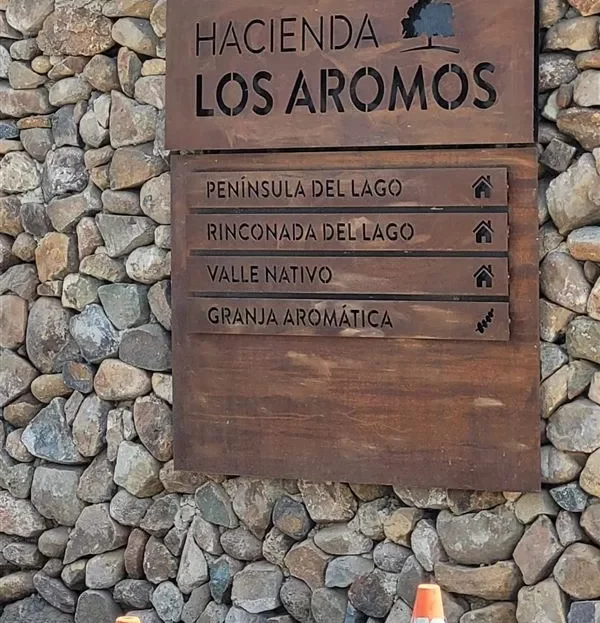 HACIENDA
LOS AROMOS
PENÍNSULA DEL LAGO
RINCONADA DEL LAGO
VALLE NATIVO
GRANJA AROMÁTICA